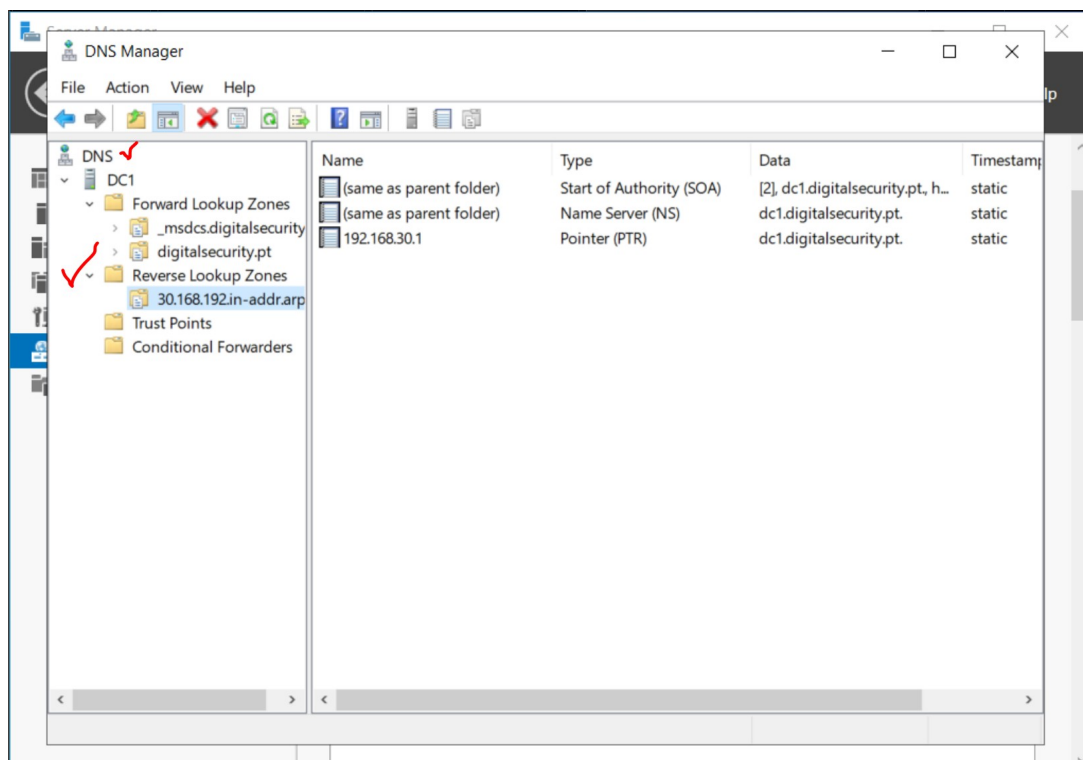 DNS Manager
File Action View Help
lp
DNS
DC1
Forward Lookup Zones
_msdcs.digitalsecurity
digitalsecurity.pt
Reverse Lookup Zones
30.168.192.in-addr.arp
Trust Points
Conditional Forwarders
Name Type Data Timestamp
(same as parent folder) Start of Authority (SOA) [2], dc1.digitalsecurity.pt., h... static
(same as parent folder) Name Server (NS) dc1.digitalsecurity.pt. static
192.168.30.1 Pointer (PTR) dc1.digitalsecurity.pt. static